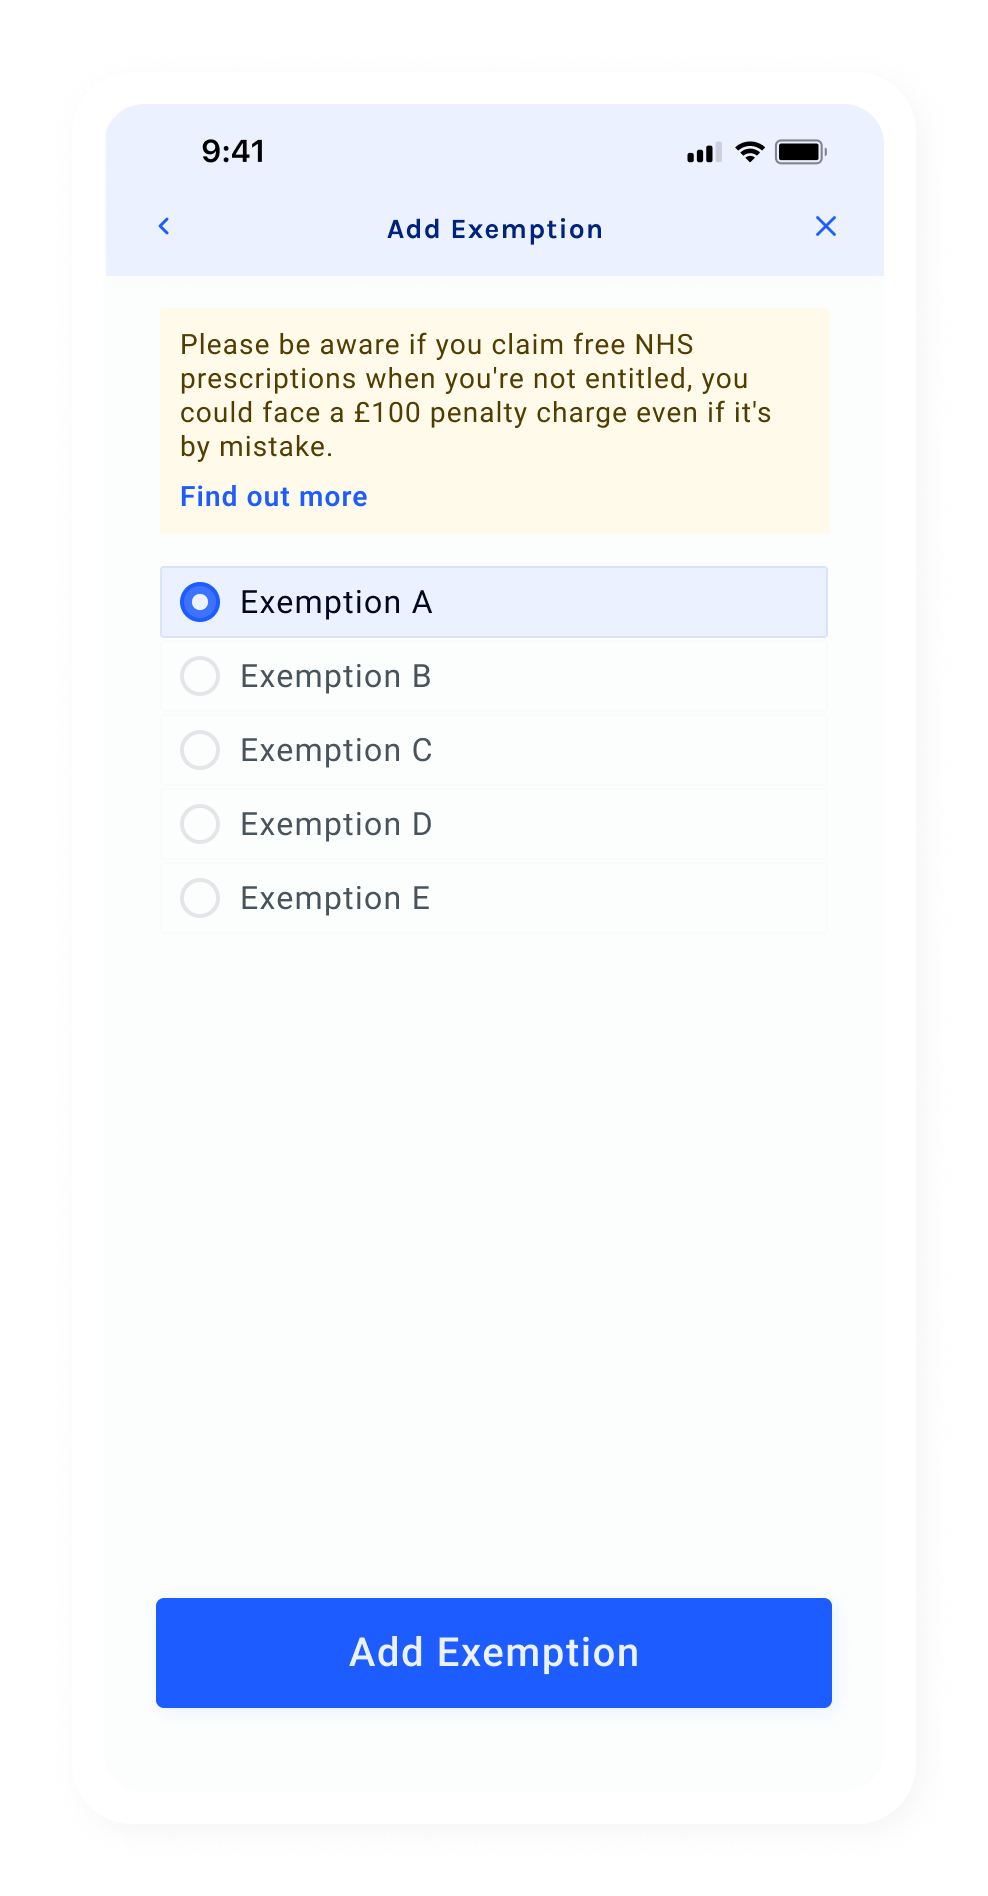 9:41
Add Exemption
Please be aware if you claim free NHS
prescriptions when you're not entitled, you
could face a £100 penalty charge even if it's
by mistake.
Find out more
Exemption A
Exemption B
Exemption C
Exemption D
Exemption E
Add Exemption